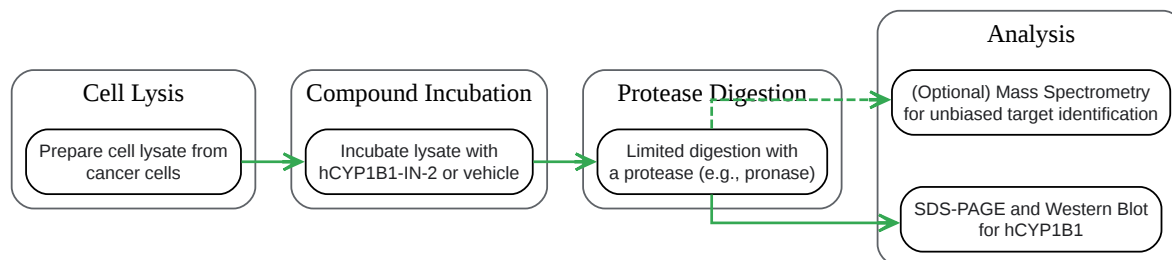 Cell Lysis
Prepare cell lysate from
cancer cells
Compound Incubation
Incubate lysate with
hCYP1B1-IN-2 or vehicle
Protease Digestion
Limited digestion with
a protease (e.g., pronase)
Analysis
(Optional) Mass Spectrometry
for unbiased target identification
SDS-PAGE and Western Blot
for hCYP1B1